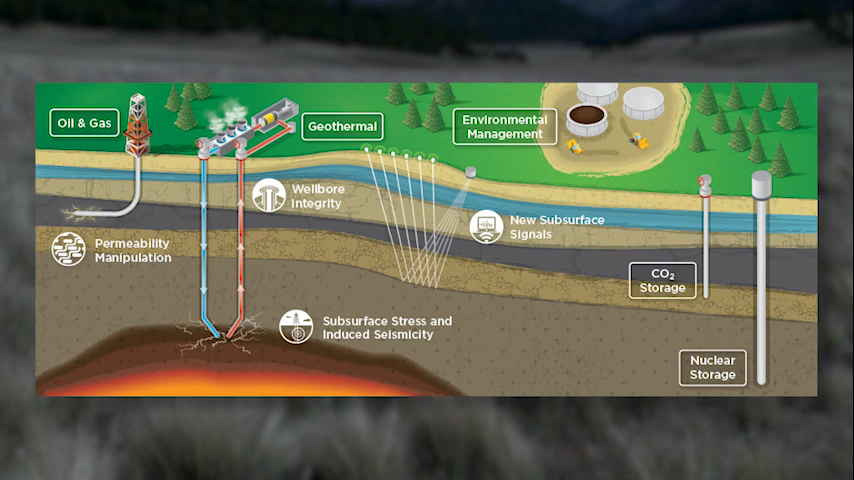 Oil & Gas
Geothermal
Environmental
Management
Wellbore
Integrity
New Subsurface
Signals
Permeability
Manipulation
CO₂
Storage
Subsurface Stress and
Induced Seismicity
Nuclear
Storage